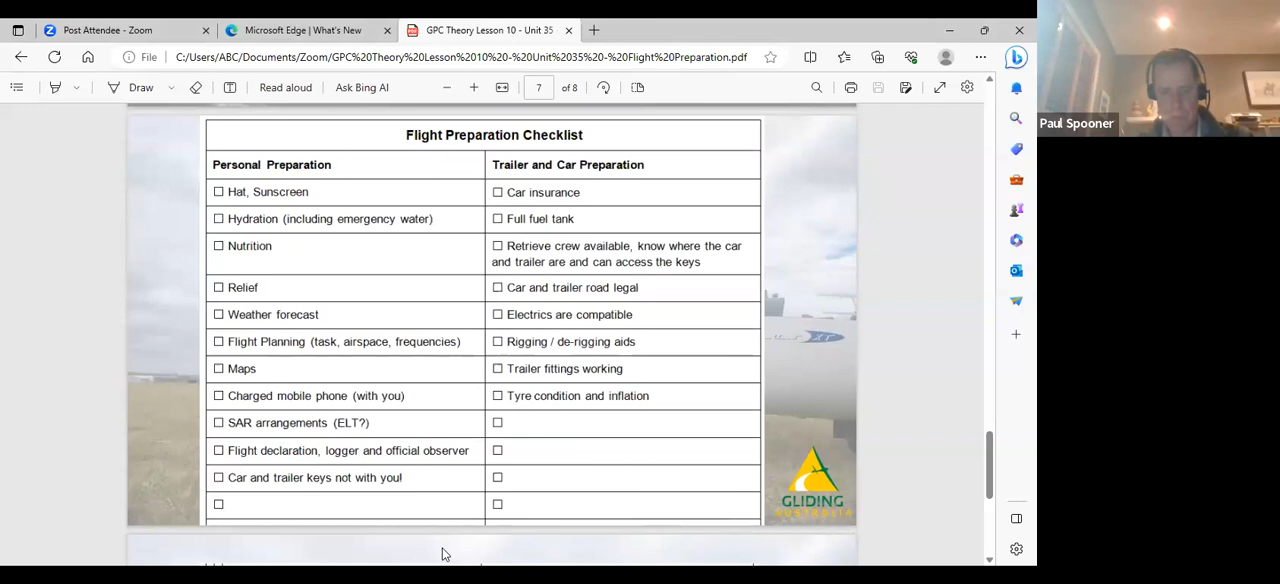 Post Attendee - Zoom
Microsoft Edge | What's New
GPC Theory Lesson 10 - Unit 35
File
C:/Users/ABC/Documents/Zoom/GPC%20Theory%20Lesson%2010%20-%20Unit%2035%20-%20Flight%20Preparation.pdf
Draw
Read aloud
Ask Bing AI
7
of 8
Paul Spooner
Flight Preparation Checklist
Personal Preparation
Trailer and Car Preparation
Hat, Sunscreen
Car insurance
Hydration (including emergency water)
Full fuel tank
Nutrition
Retrieve crew available, know where the car
and trailer are and can access the keys
Relief
Car and trailer road legal
Weather forecast
Electrics are compatible
Flight Planning (task, airspace, frequencies)
Rigging / de-rigging aids
Maps
Trailer fittings working
Charged mobile phone (with you)
Tyre condition and inflation
SAR arrangements (ELT?)
Flight declaration, logger and official observer
Car and trailer keys not with you!
XT
GLIDING
AUSTRALIA